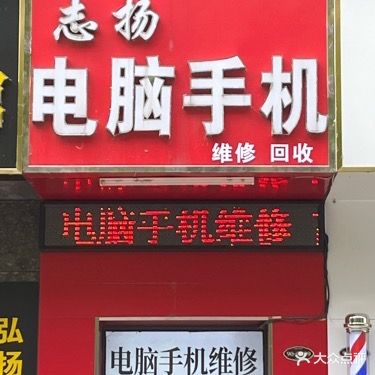 志扬
电脑手机
维修 回收
电脑手机维修
弘
扬
电脑手机维修
大众点评